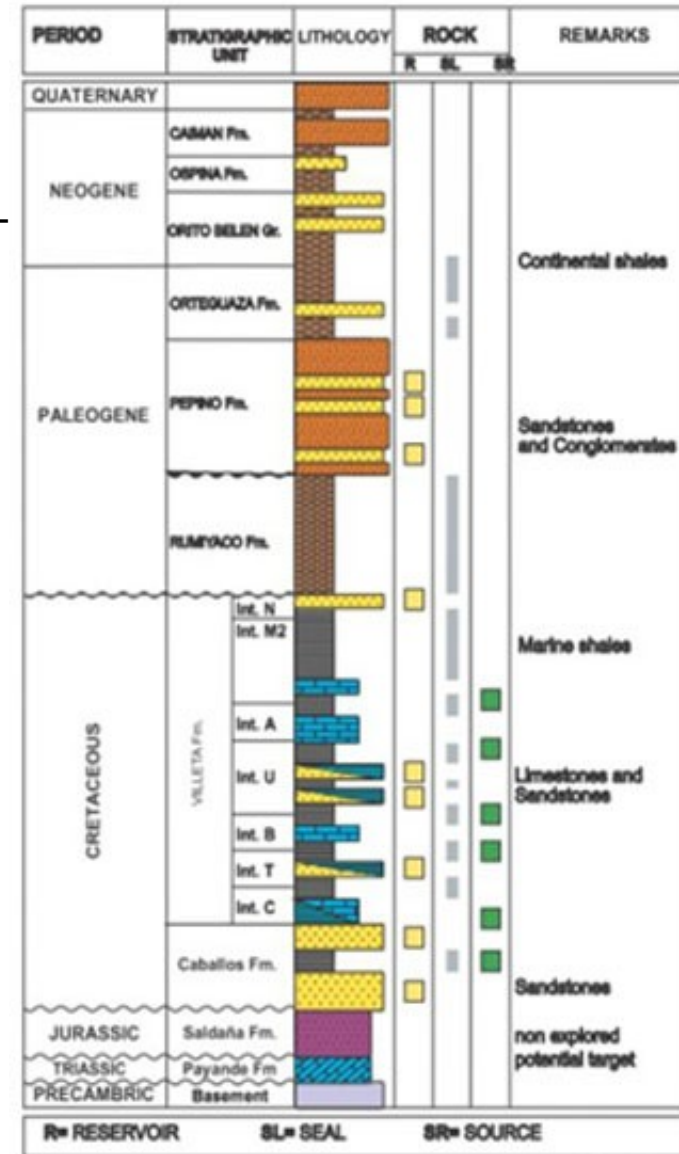 PERIOD
STRATIGRAPHIC
UNIT
LITHOLOGY
ROCK
R SL SR
REMARKS
QUATERNARY
CAIMAN Fm.
OSPINA Fm.
NEOGENE
ORITO BELEN Gr.
Continental shales
ORTEGUAZA Fm.
PALEOGENE
PEPINO Fm.
Sandstones
and Conglomerates
RUMIYACO Fm.
CRETACEOUS
VILLETA Fm.
Int. N
Int. M2
Marine shales
Int. A
Int. U
Limestones and
Sandstones
Int. B
Int. T
Int. C
Caballos Fm.
Sandstones
JURASSIC
Saldaña Fm.
non explored
potential target
TRIASSIC
Payande Fm
PRECAMBRIC
Basement
R= RESERVOIR SL= SEAL SR= SOURCE